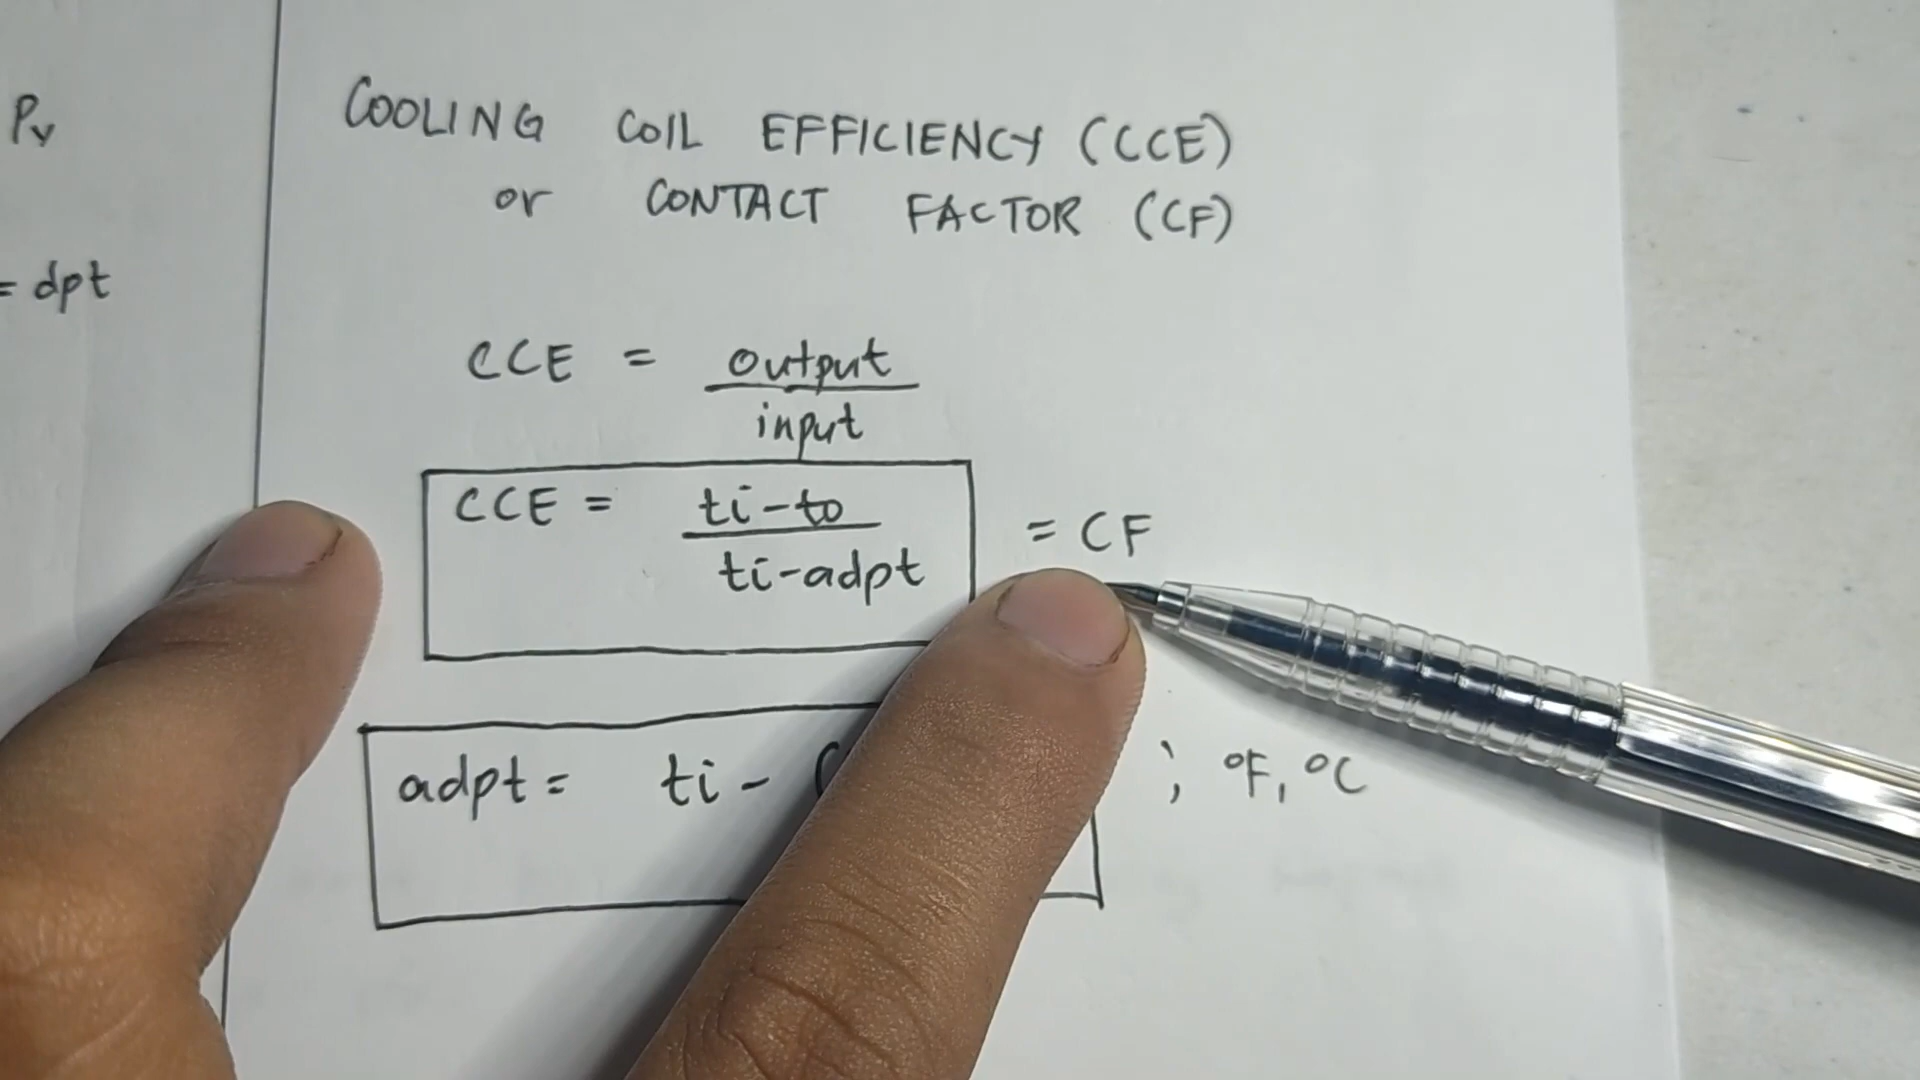 Pv
= dpt
COOLING COIL EFFICIENCY (CCE)
or CONTACT FACTOR (CF)
CCE = output
input
CCE = ti-to
ti-adpt
= CF
adpt = ti - ( ; °F, °C